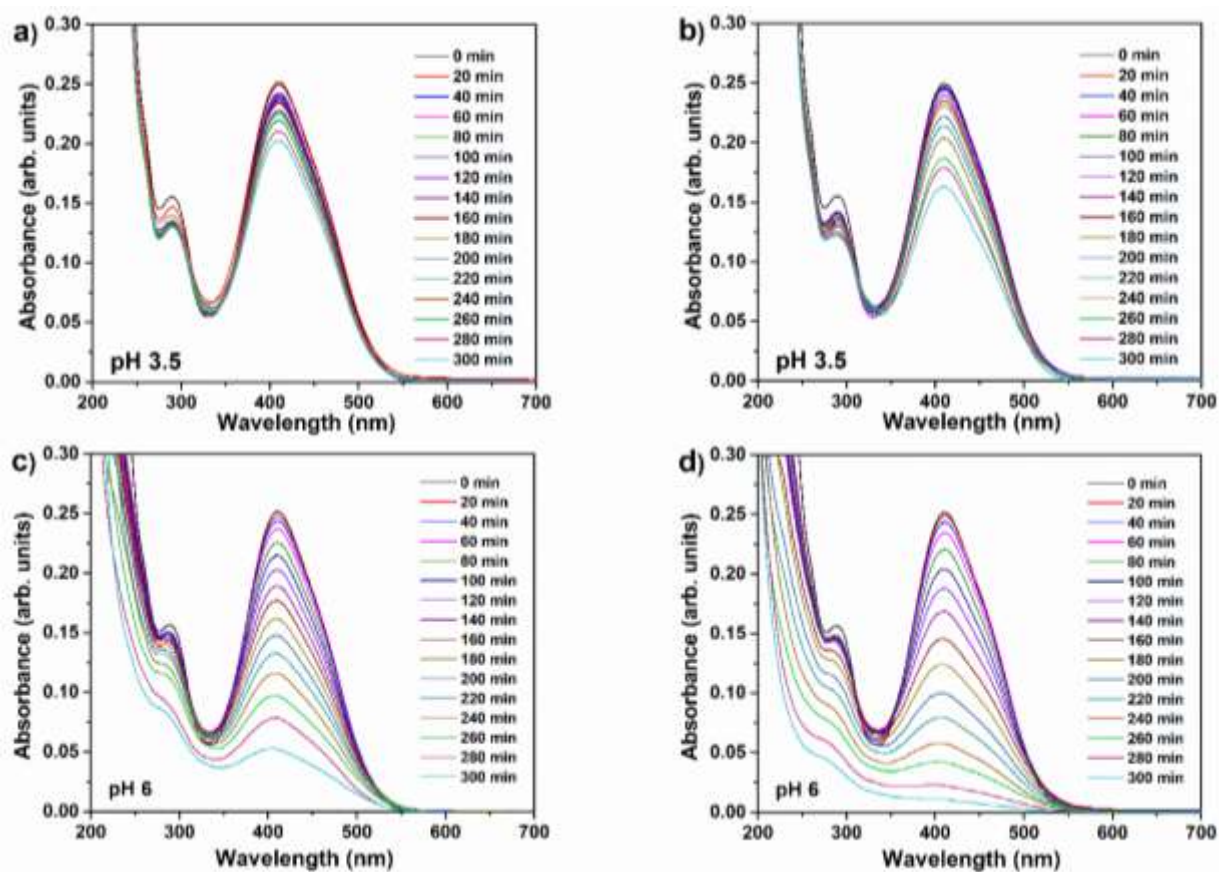 a)
0.30
0.25
0.20
0.15
0.10
0.05
0.00
Absorbance (arb. units)
0 min
20 min
40 min
60 min
80 min
100 min
120 min
140 min
160 min
180 min
200 min
220 min
240 min
260 min
280 min
300 min
pH 3.5
200 300 400 500 600 700
Wavelength (nm)
b)
0.30
0.25
0.20
0.15
0.10
0.05
0.00
Absorbance (arb. units)
0 min
20 min
40 min
60 min
80 min
100 min
120 min
140 min
160 min
180 min
200 min
220 min
240 min
260 min
280 min
300 min
pH 3.5
200 300 400 500 600 700
Wavelength (nm)
c)
0.30
0.25
0.20
0.15
0.10
0.05
0.00
Absorbance (arb. units)
0 min
20 min
40 min
60 min
80 min
100 min
120 min
140 min
160 min
180 min
200 min
220 min
240 min
260 min
280 min
300 min
pH 6
200 300 400 500 600 700
Wavelength (nm)
d)
0.30
0.25
0.20
0.15
0.10
0.05
0.00
Absorbance (arb. units)
0 min
20 min
40 min
60 min
80 min
100 min
120 min
140 min
160 min
180 min
200 min
220 min
240 min
260 min
280 min
300 min
pH 6
200 300 400 500 600 700
Wavelength (nm)